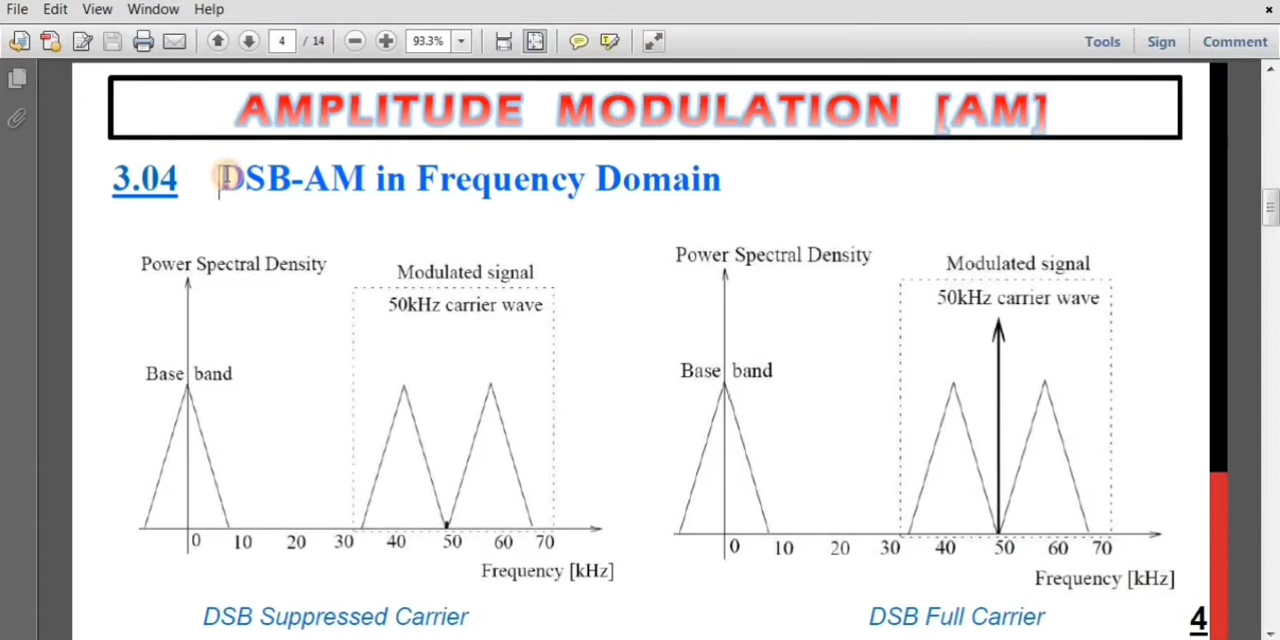 File Edit View Window Help
4 / 14 93.3% Tools Sign Comment
AMPLITUDE MODULATION [AM]
3.04 DSB-AM in Frequency Domain
Power Spectral Density
Modulated signal
50kHz carrier wave
Base band
0 10 20 30 40 50 60 70
Frequency [kHz]
DSB Suppressed Carrier
Power Spectral Density
Modulated signal
50kHz carrier wave
Base band
0 10 20 30 40 50 60 70
Frequency [kHz]
DSB Full Carrier
4